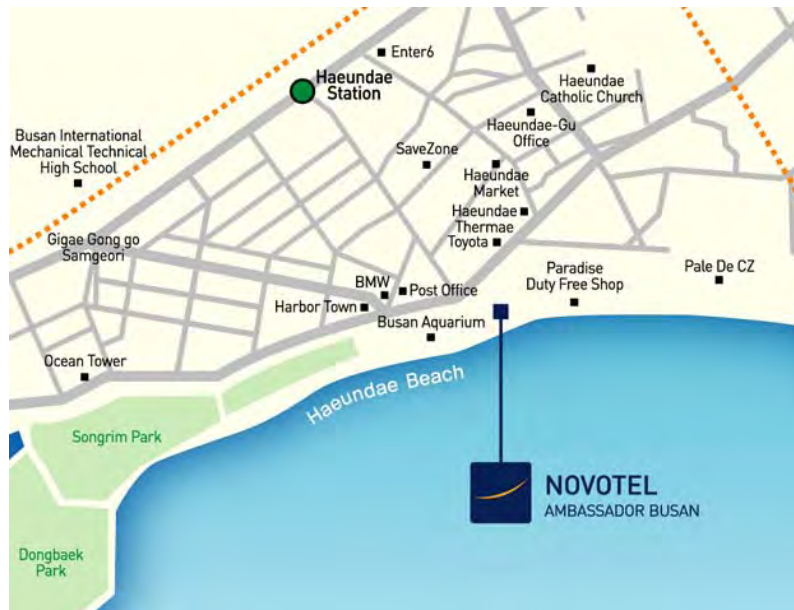 Enter6
Haeundae
Station
Haeundae
Catholic Church
Busan International
Mechanical Technical
High School
Haeundae-Gu
Office
SaveZone
Haeundae
Market
Haeundae
Thermae
Toyota
Gigae Gong go
Samgeori
Paradise
Duty Free Shop
Pale De CZ
BMW
Post Office
Harbor Town
Busan Aquarium
Ocean Tower
Haeundae Beach
Songrim Park
NOVOTEL
AMBASSADOR BUSAN
Dongbaek
Park